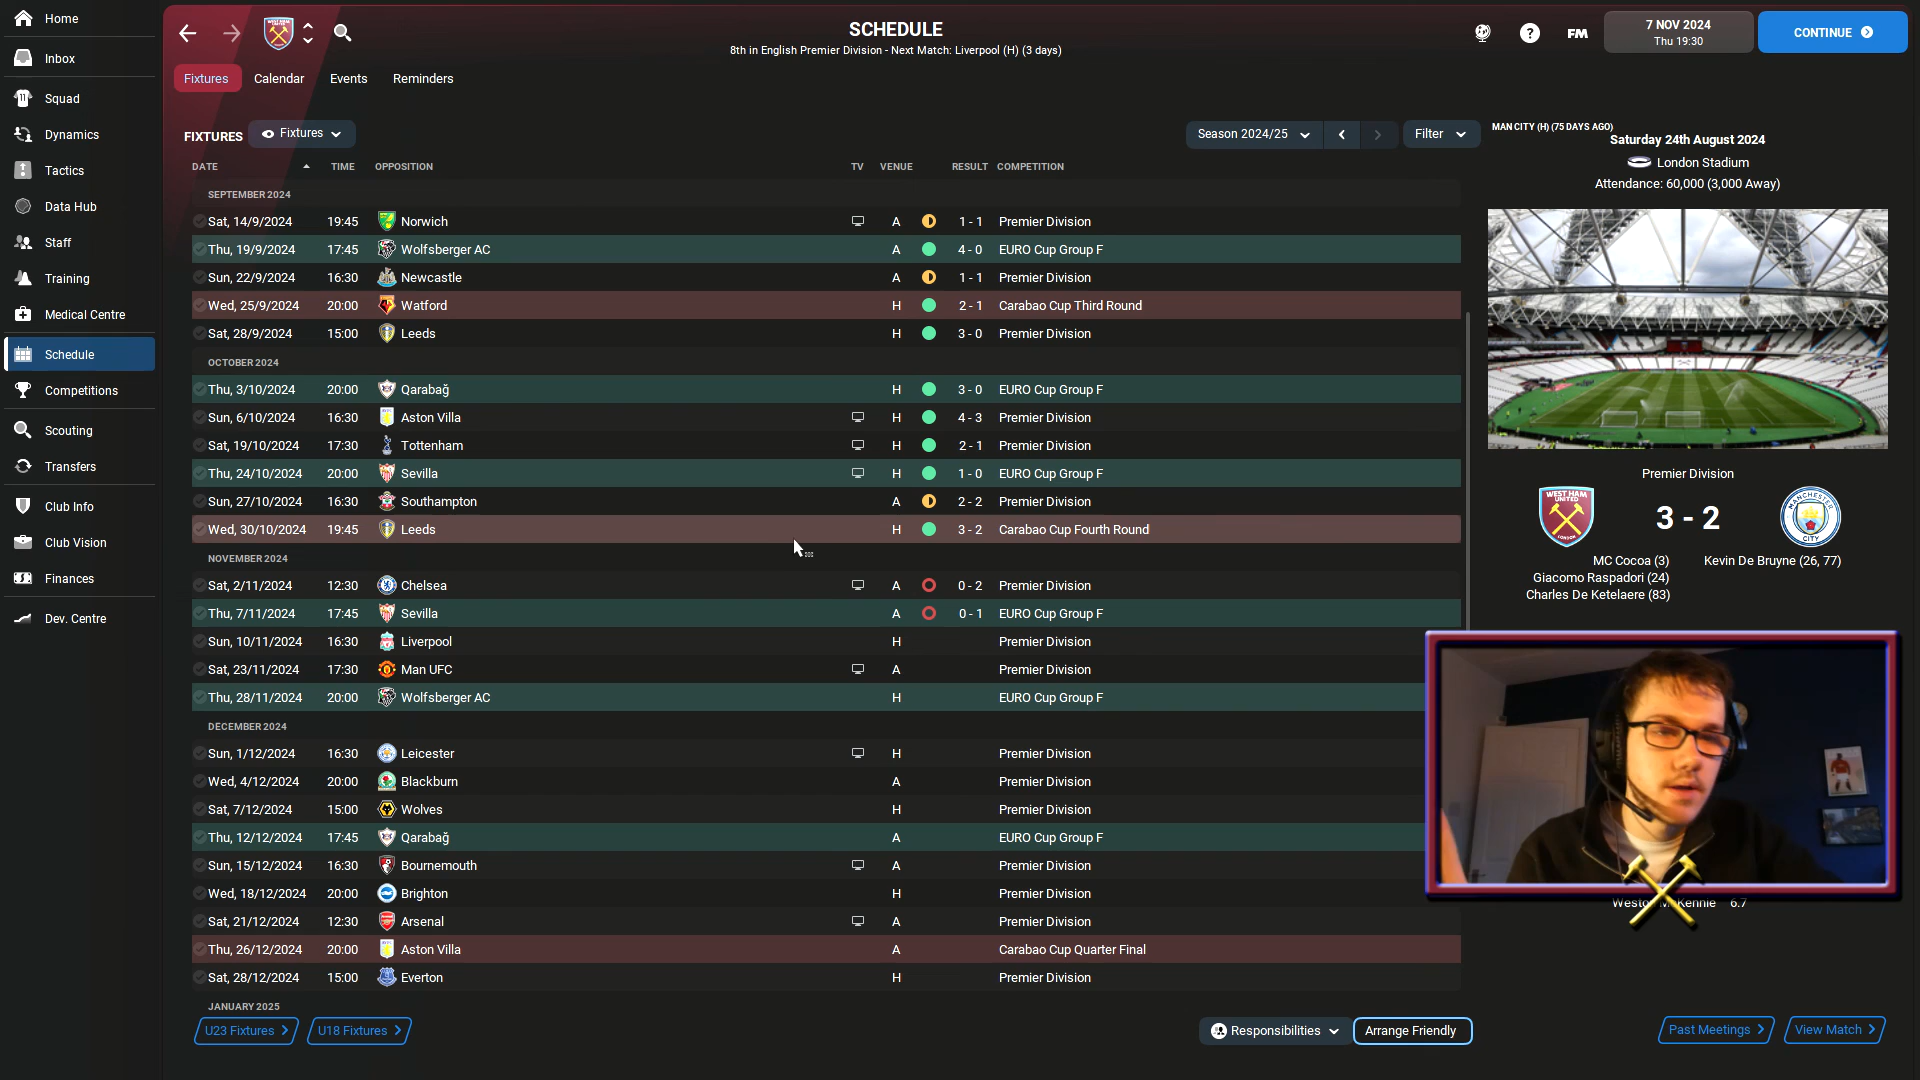 Home
Inbox
Squad
Dynamics
Tactics
Data Hub
Staff
Training
Medical Centre
Schedule
Competitions
Scouting
Transfers
Club Info
Club Vision
Finances
Dev. Centre
SCHEDULE
8th in English Premier Division - Next Match: Liverpool (H) (3 days)
FM
7 NOV 2024
Thu 19:30
CONTINUE
Fixtures Calendar Events Reminders
FIXTURES Fixtures
Season 2024/25 Filter
DATE TIME OPPOSITION TV VENUE RESULT COMPETITION
SEPTEMBER 2024
Sat, 14/9/2024 19:45 Norwich A 1 - 1 Premier Division
Thu, 19/9/2024 17:45 Wolfsberger AC A 4 - 0 EURO Cup Group F
Sun, 22/9/2024 16:30 Newcastle A 1 - 1 Premier Division
Wed, 25/9/2024 20:00 Watford H 2 - 1 Carabao Cup Third Round
Sat, 28/9/2024 15:00 Leeds H 3 - 0 Premier Division
OCTOBER 2024
Thu, 3/10/2024 20:00 Qarabağ H 3 - 0 EURO Cup Group F
Sun, 6/10/2024 16:30 Aston Villa H 4 - 3 Premier Division
Sat, 19/10/2024 17:30 Tottenham H 2 - 1 Premier Division
Thu, 24/10/2024 20:00 Sevilla H 1 - 0 EURO Cup Group F
Sun, 27/10/2024 16:30 Southampton A 2 - 2 Premier Division
Wed, 30/10/2024 19:45 Leeds H 3 - 2 Carabao Cup Fourth Round
NOVEMBER 2024
Sat, 2/11/2024 12:30 Chelsea A 0 - 2 Premier Division
Thu, 7/11/2024 17:45 Sevilla A 0 - 1 EURO Cup Group F
Sun, 10/11/2024 16:30 Liverpool H Premier Division
Sat, 23/11/2024 17:30 Man UFC A Premier Division
Thu, 28/11/2024 20:00 Wolfsberger AC H EURO Cup Group F
DECEMBER 2024
Sun, 1/12/2024 16:30 Leicester H Premier Division
Wed, 4/12/2024 20:00 Blackburn A Premier Division
Sat, 7/12/2024 15:00 Wolves H Premier Division
Thu, 12/12/2024 17:45 Qarabağ A EURO Cup Group F
Sun, 15/12/2024 16:30 Bournemouth A Premier Division
Wed, 18/12/2024 20:00 Brighton H Premier Division
Sat, 21/12/2024 12:30 Arsenal A Premier Division
Thu, 26/12/2024 20:00 Aston Villa A Carabao Cup Quarter Final
Sat, 28/12/2024 15:00 Everton H Premier Division
JANUARY 2025
U23 Fixtures U18 Fixtures
Responsibilities Arrange Friendly
MAN CITY (H) (75 DAYS AGO)
Saturday 24th August 2024
London Stadium
Attendance: 60,000 (3,000 Away)
Premier Division
WEST HAM UNITED LONDON
3 - 2
MANCHESTER CITY
MC Cocoa (3) Kevin De Bruyne (26, 77)
Giacomo Raspadori (24)
Charles De Ketelaere (83)
6.7
Past Meetings View Match